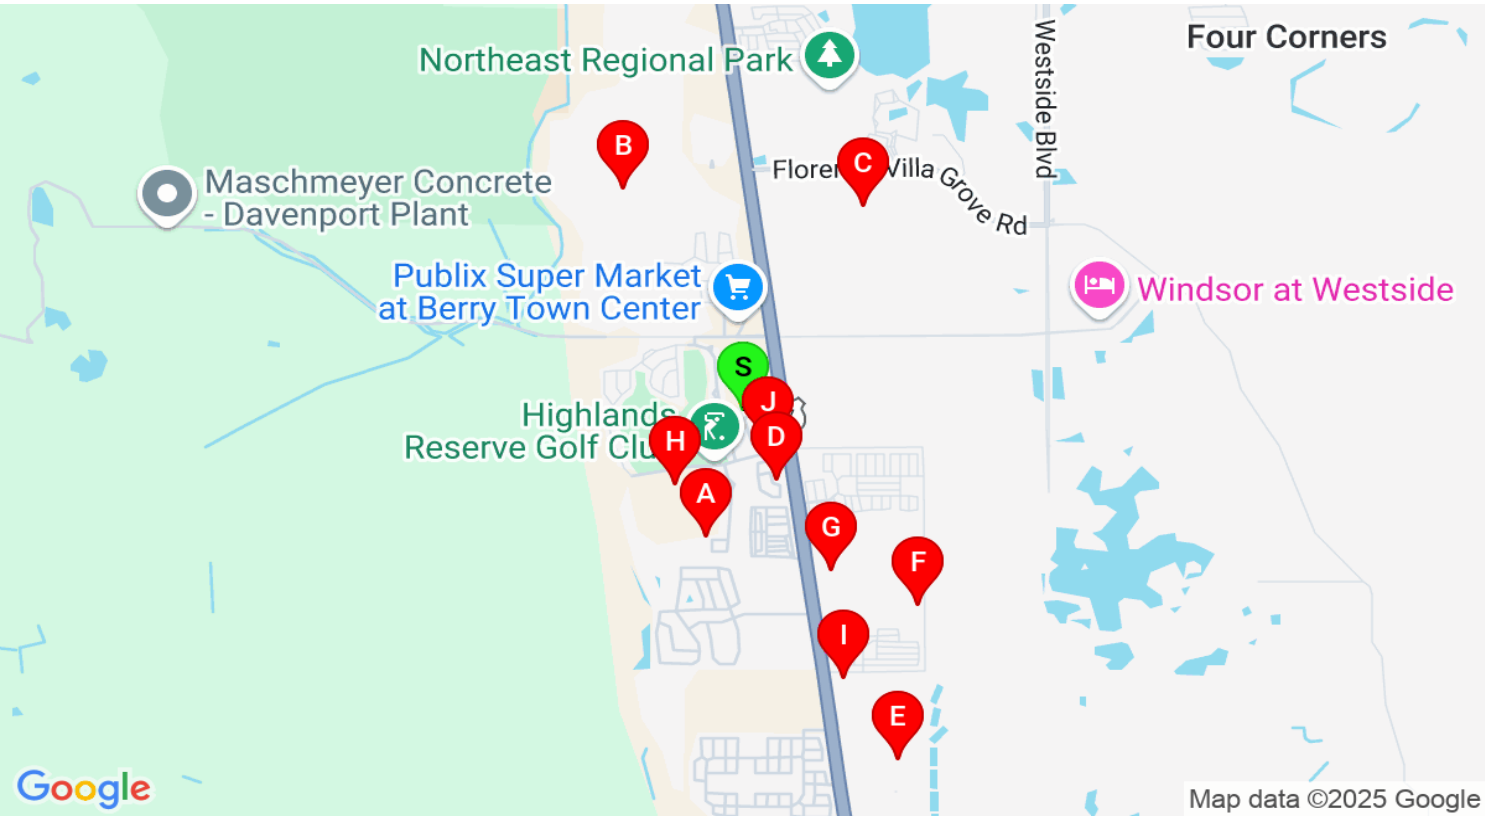 Four Corners
Northeast Regional Park
Westside Blvd
B
C
Villa Grove Rd
Maschmeyer Concrete
- Davenport Plant
Publix Super Market
at Berry Town Center
Windsor at Westside
S
J
Highlands
Reserve Golf
D
H
A
G
F
I
E
Google
Map data ©2025 Google